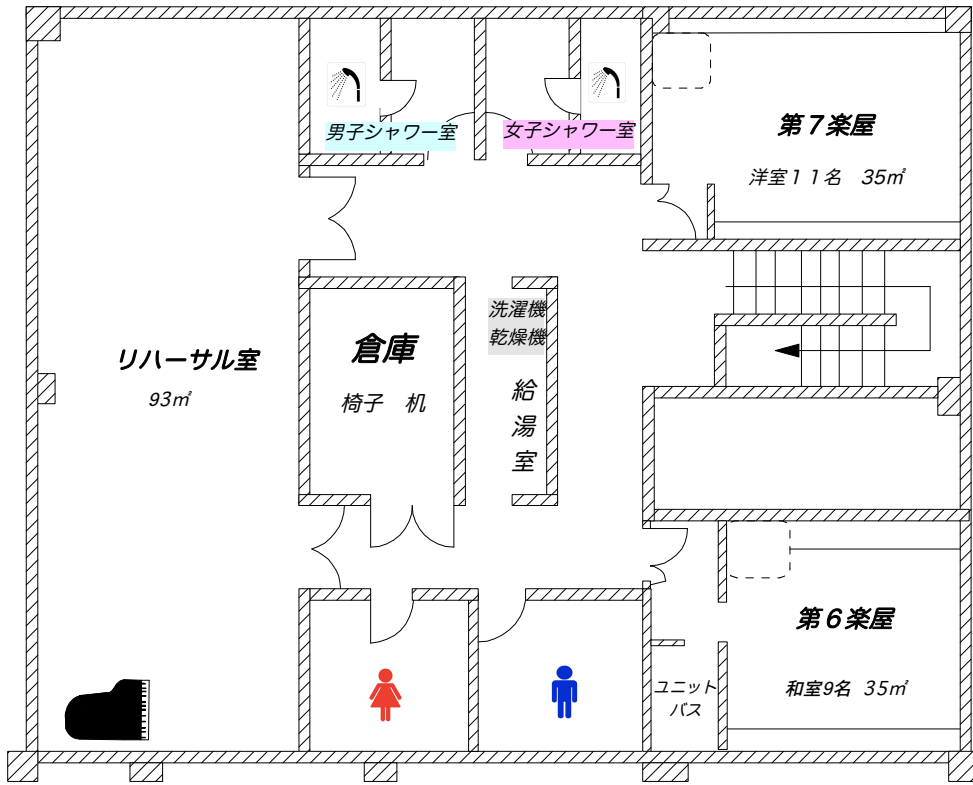 男子シャワー室
女子シャワー室
第７楽屋
洋室１１名　35㎡
洗濯機
乾燥機
リハーサル室
93㎡
倉庫
椅子　机
給湯室
第６楽屋
和室9名　35㎡
ユニット
バス